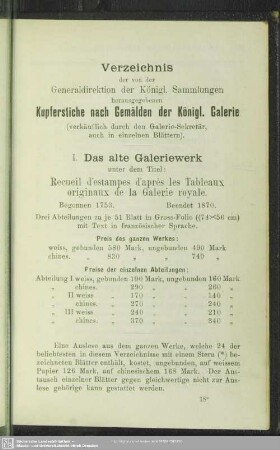 Verzeichnis
der von der
Generaldirektion der Königl. Sammlungen
herausgegebenen
Kupferstiche nach Gemälden der Königl. Galerie
(verkäuflich durch den Galerie-Sekretär,
auch in einzelnen Blättern).
I. Das alte Galeriewerk
unter dem Titel:
Recueil d'estampes d'après les Tableaux
originaux de la Galerie royale.
Begonnen 1753. Beendet 1870.
Drei Abteilungen zu je 51 Blatt in Gross-Folio
mit Text in französischer Sprache.
Preis des ganzen Werkes:
weiss, gebunden 580 Mark, ungebunden 490 Mark
chines. „ 830 „ „ 740 „
Preise der einzelnen Abteilungen:
Abteilung I weiss, gebunden 190 Mark, ungebunden 160 Mark
„ chines. „ 290 „ „ 260 „
„ II weiss „ 170 „ „ 140 „
„ chines. „ 270 „ „ 240 „
„ III weiss „ 240 „ „ 210 „
„ chines. „ 370 „ „ 340 „
Eine Auslese aus dem ganzen Werke, welche 24 der
beliebtesten in diesem Verzeichnisse mit einem Stern (*) be-
zeichneten Blätter enthält, kostet, ungebunden, auf weissem
Papier 126 Mark, auf chinesischem 168 Mark. Der Aus-
tausch einzelner Blätter gegen gleichwertige nicht zur Aus-
lese gehörige kann gestattet werden.
18*